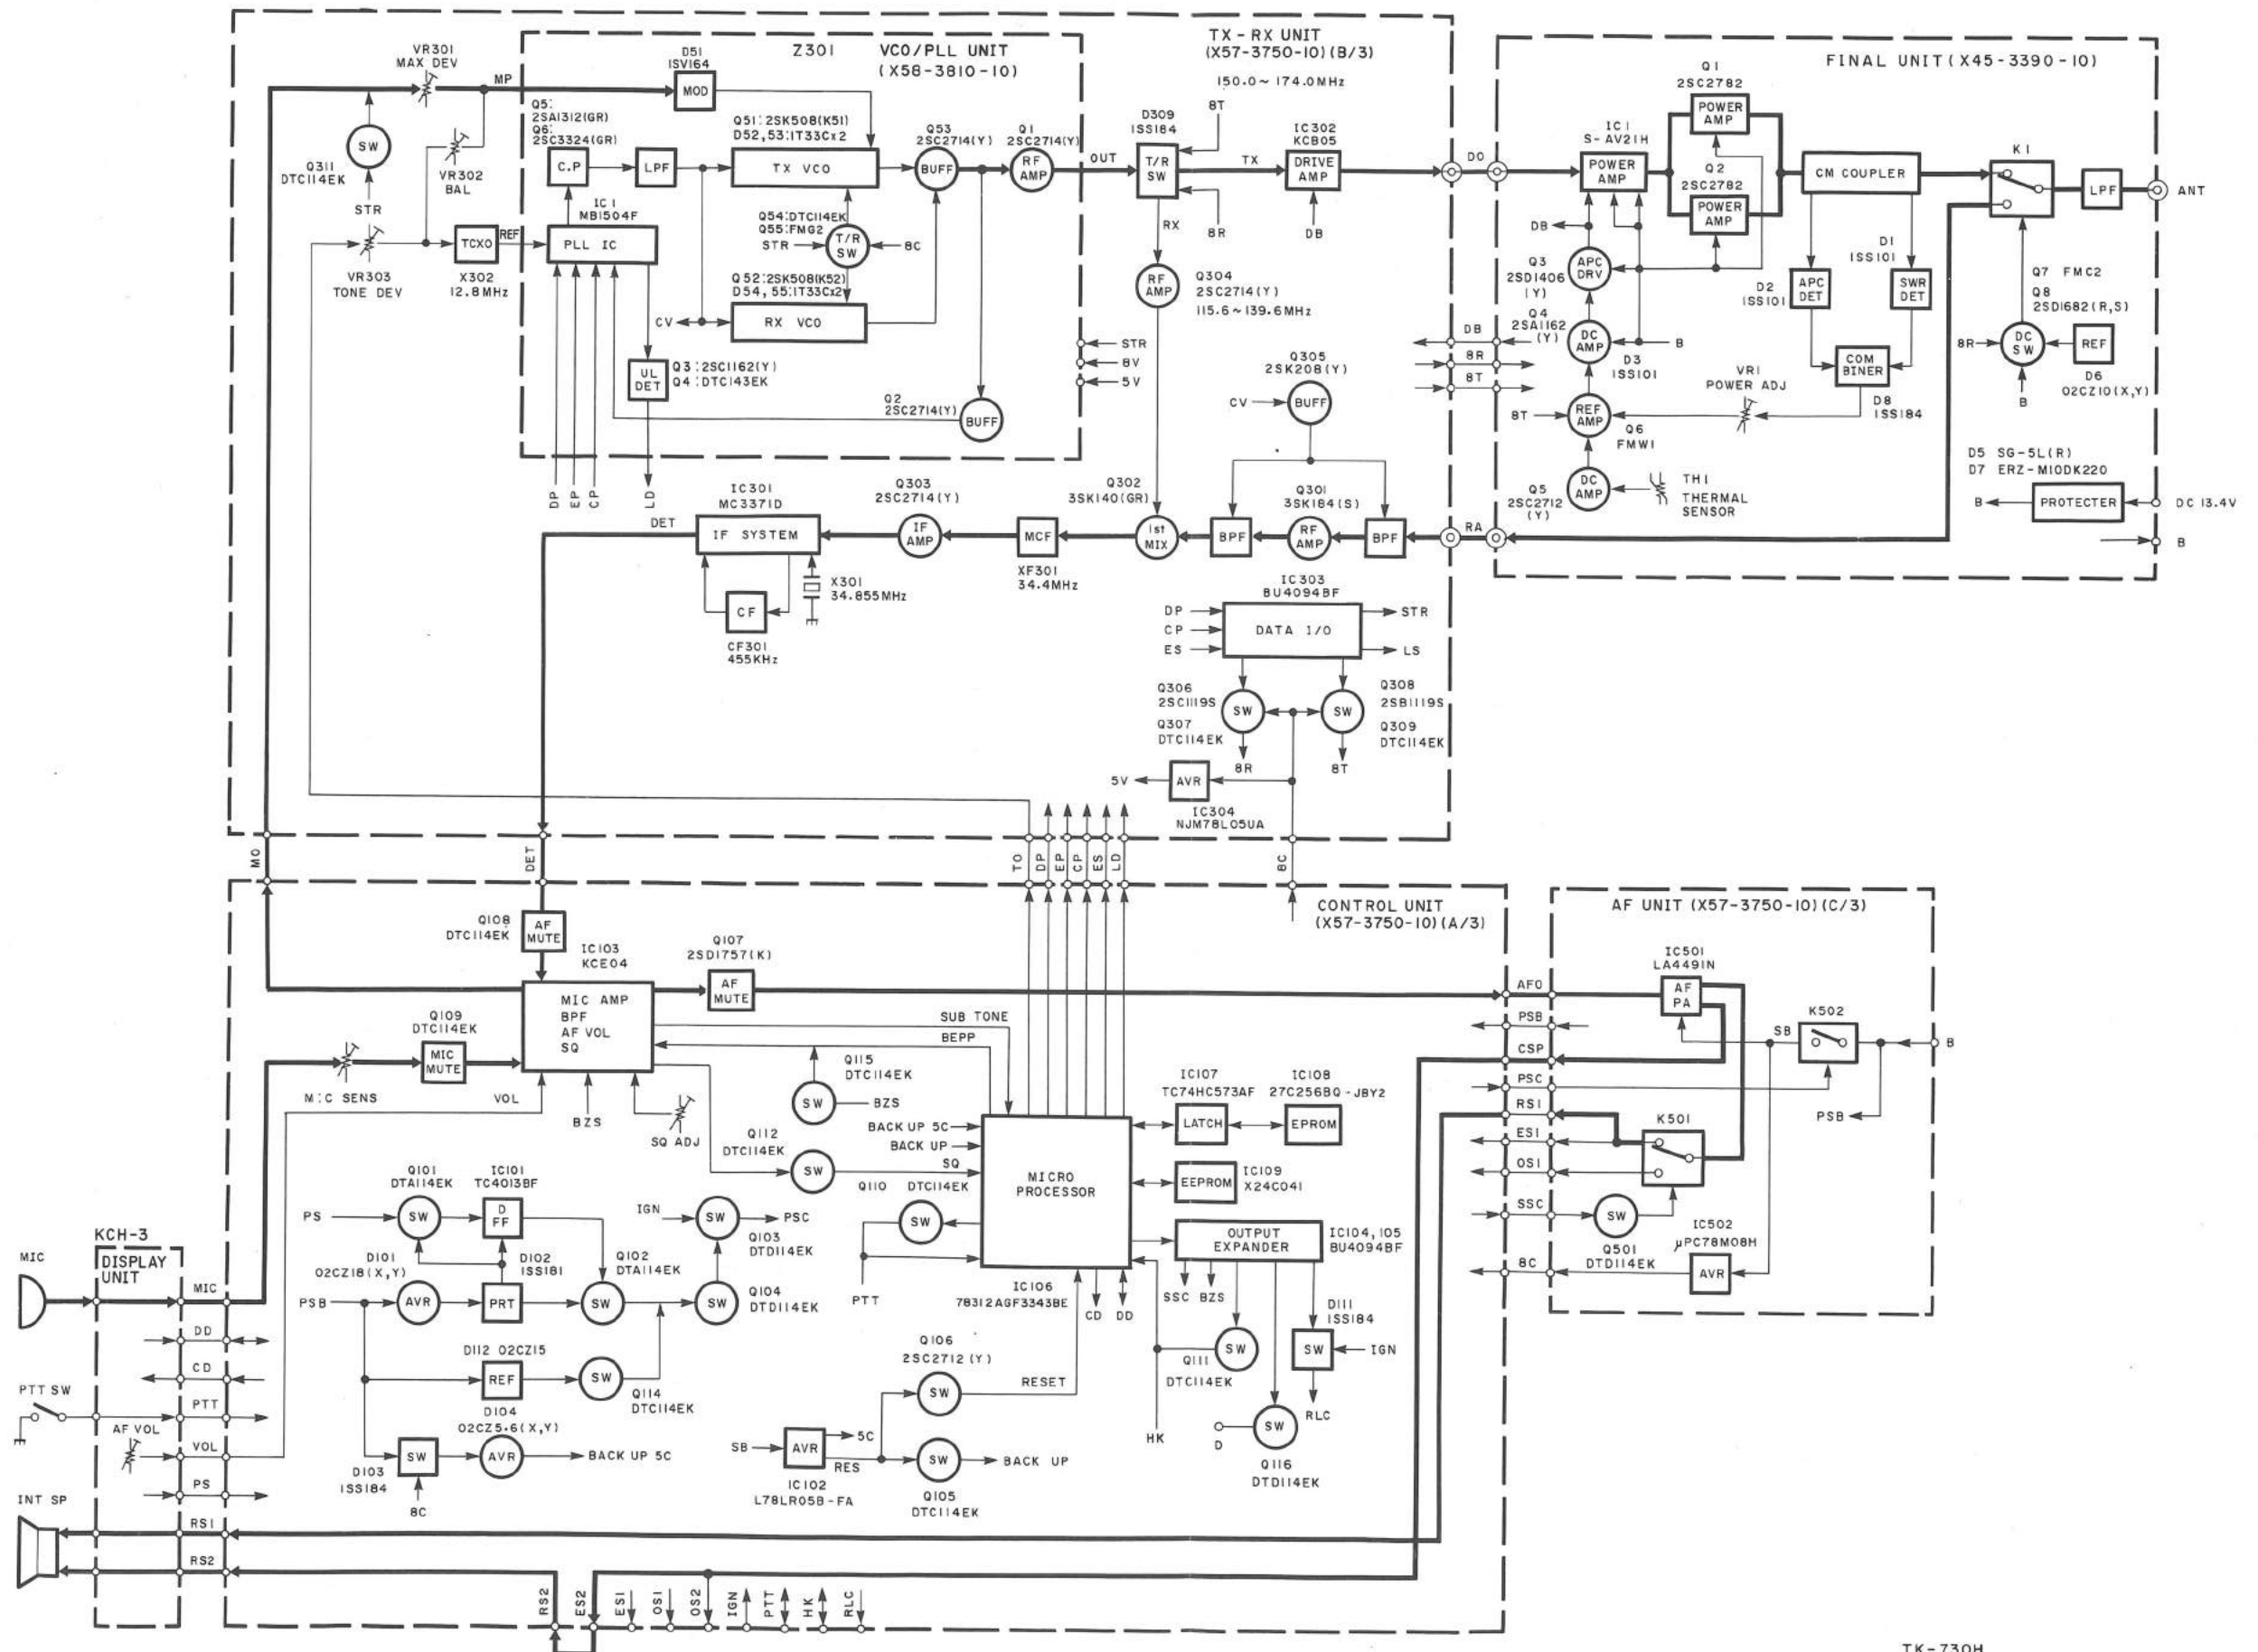 TX-RX UNIT
(X57-3750-10)(B/3)
150.0~174.0MHz
VR301
MAX DEV
MP
D51
ISV164
MOD
Z301
VCO/PLL UNIT
(X58-3810-10)
Q5:
2SA1312(GR)
Q6:
2SC3324(GR)
C.P
LPF
Q51:2SK508(K51)
D52,53:1T33Cx2
TX VCO
Q53
2SC2714(Y)
BUFF
Q1
2SC2714(Y)
RF
AMP
OUT
SW
Q311
DTC114EK
STR
VR302
BAL
VR303
TONE DEV
TCXO
X302
12.8MHz
REF
IC1
MB1504F
PLL IC
Q54:DTC114EK
Q55:FMG2
STR
T/R
SW
8C
Q52:2SK508(K52)
D54,55:1T33Cx2
CV
RX VCO
UL
DET
Q3:2SC1162(Y)
Q4:DTC143EK
Q2
2SC2714(Y)
BUFF
STR
8V
5V
DP
EP
CP
LD
D309
ISS184
T/R
SW
8T
8R
TX
RX
IC302
KCB05
DRIVE
AMP
DB
DO
Q304
2SC2714(Y)
115.6~139.6MHz
RF
AMP
Q305
2SK208(Y)
CV
BUFF
DB
8R
8T
IC301
MC3371D
IF SYSTEM
DET
Q303
2SC2714(Y)
IF
AMP
MCF
XF301
34.4MHz
Q302
3SK140(GR)
1st
MIX
BPF
Q301
3SK184(S)
RF
AMP
BPF
RA
X301
34.855MHz
CF
CF301
455KHz
IC303
BU4094BF
DP
CP
ES
DATA I/O
STR
LS
Q306
2SC1119S
Q307
DTC114EK
SW
SW
Q308
2SB1119S
Q309
DTC114EK
8R
8T
5V
AVR
IC304
NJM78L05UA
FINAL UNIT(X45-3390-10)
Q1
2SC2782
POWER
AMP
IC1
S-AV21H
POWER
AMP
Q2
2SC2782
POWER
AMP
CM COUPLER
K1
LPF
ANT
DB
Q3
2SD1406
(Y)
APC
DRV
Q4
2SA1162
(Y)
DC
AMP
B
D3
ISS101
D2
ISS101
APC
DET
D1
ISS101
SWR
DET
COM
BINER
D8
ISS184
VR1
POWER ADJ
8T
REF
AMP
Q6
FMW1
Q5
2SC2712
(Y)
DC
AMP
TH1
THERMAL
SENSOR
Q7 FMC2
Q8
2SD1682(R,S)
8R
DC
SW
REF
B
D6
02CZ10(X,Y)
D5 SG-5L(R)
D7 ERZ-M10DK220
B
PROTECTER
DC 13.4V
B
MO
DET
TO
DP
EP
CP
ES
LD
8C
CONTROL UNIT
(X57-3750-10)(A/3)
Q108
DTC114EK
AF
MUTE
IC103
KCE04
MIC AMP
BPF
AF VOL
SQ
Q107
2SD1757(K)
AF
MUTE
SUB TONE
BEPP
Q109
DTC114EK
MIC
MUTE
MIC SENS
VOL
BZS
SQ ADJ
Q115
DTC114EK
SW
BZS
Q112
DTC114EK
SW
BACK UP 5C
BACK UP
SQ
Q110 DTC114EK
SW
PTT
MICRO
PROCESSOR
IC106
78312AGF3343BE
CD
DD
IC107
TC74HC573AF
LATCH
IC108
27C256BQ-JBY2
EPROM
EEPROM
IC109
X24C041
OUTPUT
EXPANDER
IC104,105
BU4094BF
SSC
BZS
D111
ISS184
SW
IGN
RLC
Q111
DTC114EK
SW
HK
D
SW
Q116
DTD114EK
PS
Q101
DTA114EK
SW
IC101
TC4013BF
D
FF
D101
02CZ18(X,Y)
D102
ISS181
PSB
AVR
PRT
Q102
DTA114EK
SW
IGN
SW
PSC
Q103
DTD114EK
SW
Q104
DTD114EK
D112 02CZ15
REF
SW
Q114
DTC114EK
D104
02CZ5.6(X,Y)
SW
AVR
BACK UP 5C
D103
ISS184
8C
Q106
2SC2712(Y)
SW
RESET
SB
AVR
5C
RES
IC102
L78LR05B-FA
SW
BACK UP
Q105
DTC114EK
AF UNIT (X57-3750-10)(C/3)
IC501
LA4491N
AF
PA
AFO
PSB
CSP
PSC
RS1
ES1
OS1
SSC
8C
SB
K502
B
PSB
K501
SW
Q501
DTD114EK
IC502
μPC78M08H
AVR
KCH-3
DISPLAY
UNIT
MIC
MIC
DD
CD
PTT SW
PTT
AF VOL
VOL
PS
INT SP
RS1
RS2
RS2
ES2
ES1
OS1
OS2
IGN
PTT
HK
RLC
TK-730H